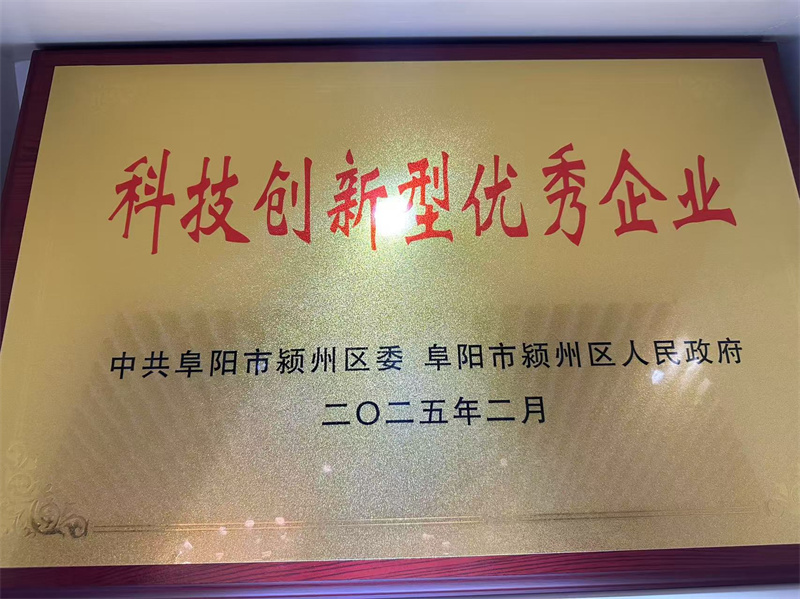 科技创新型优秀企业
中共阜阳市颍州区委 阜阳市颍州区人民政府
二〇二五年二月